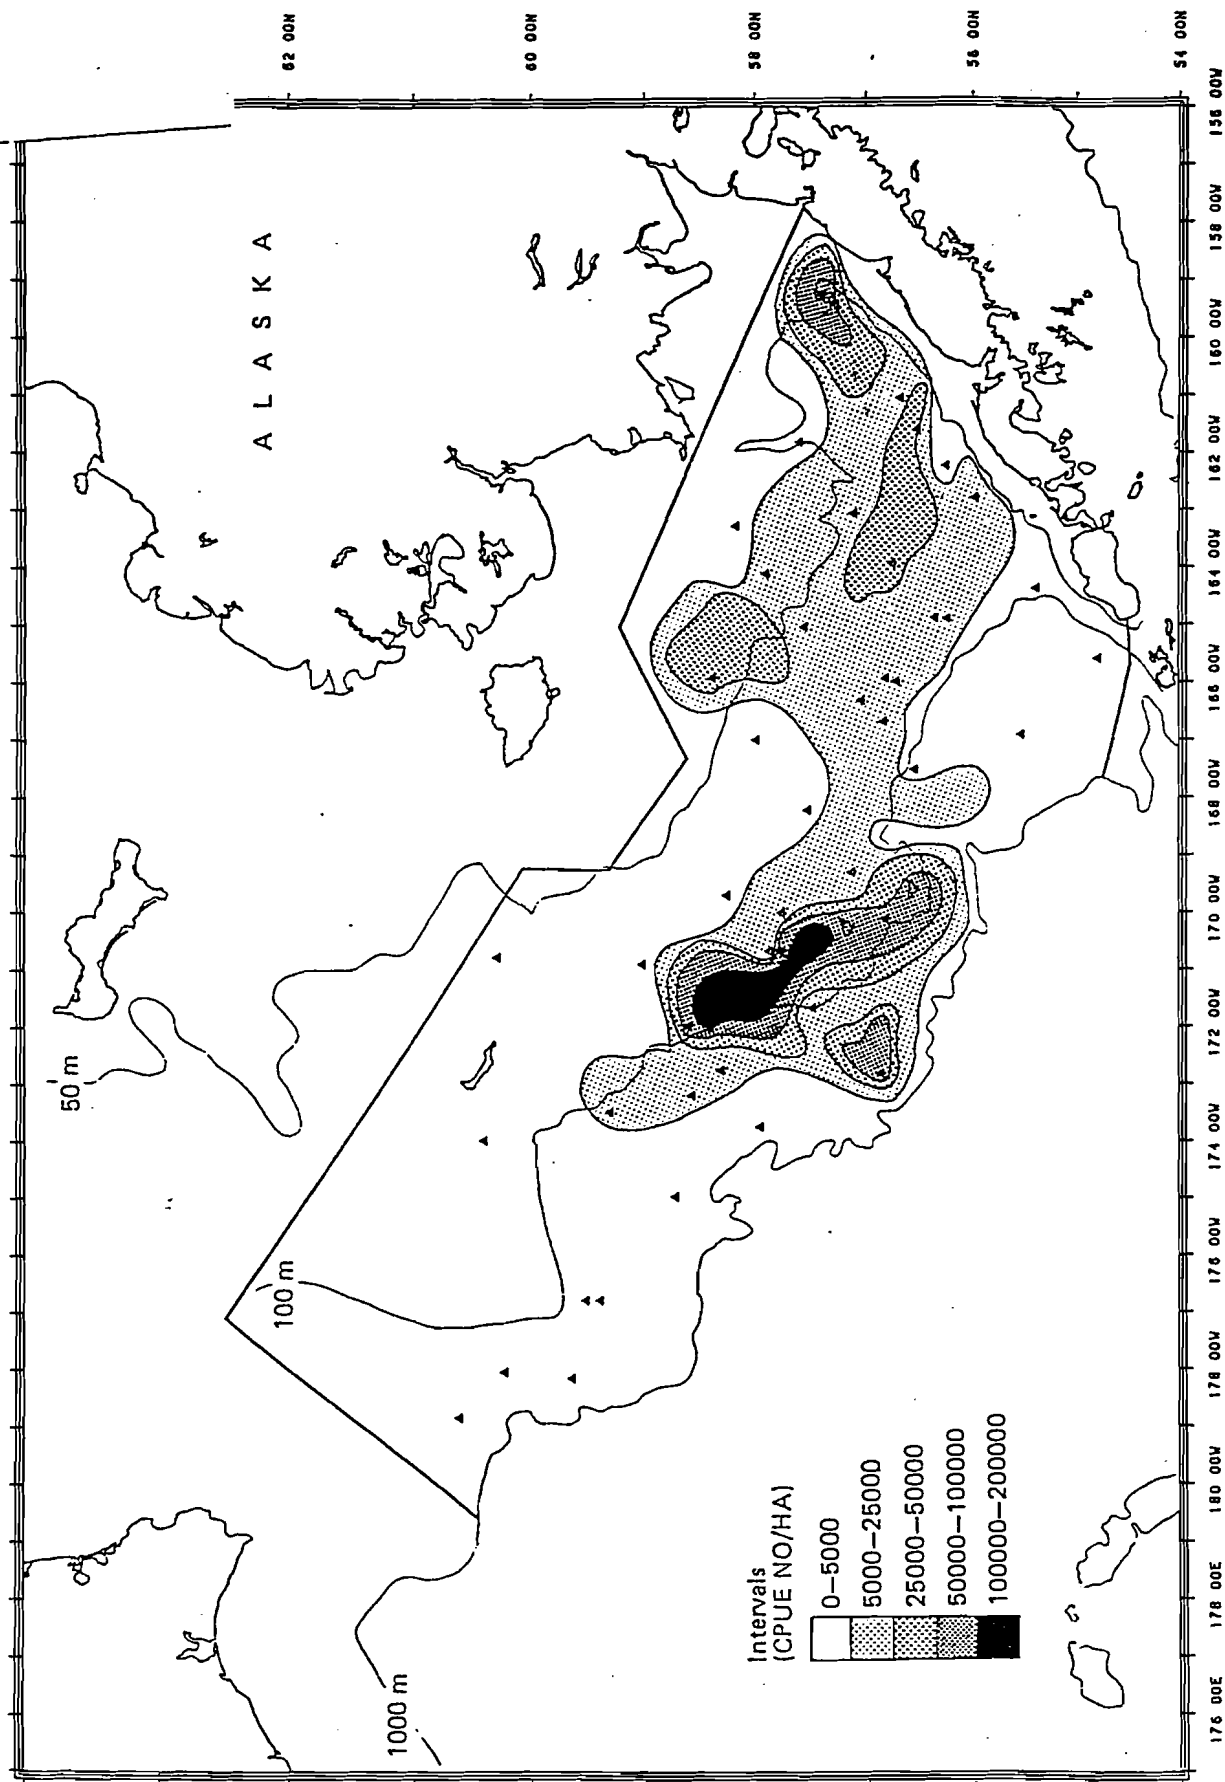 ALASKA
50 m
100 m
1000 m
Intervals
(CPUE NO/HA)
0–5000
5000–25000
25000–50000
50000–100000
100000–200000
62 00N
60 00N
58 00N
56 00N
54 00N
176 00E
178 00E
180 00W
178 00W
176 00W
174 00W
172 00W
170 00W
168 00W
166 00W
164 00W
162 00W
160 00W
158 00W
156 00W